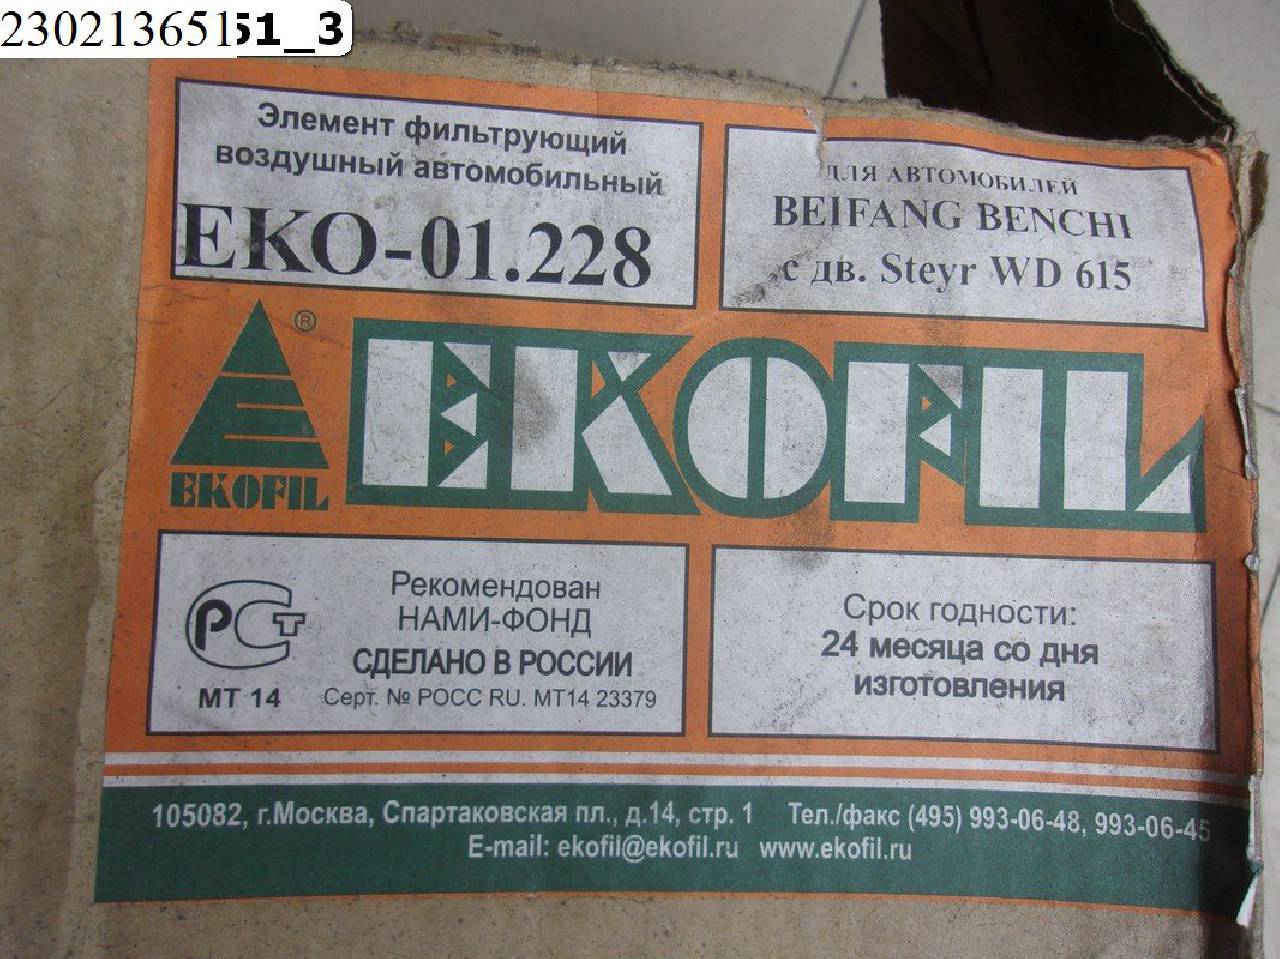 23021365151_3
Элемент фильтрующий
воздушный автомобильный
ЕКО-01.228
ДЛЯ АВТОМОБИЛЕЙ
BEIFANG BENCHI
с дв. Steyr WD 615
®
EKOFIL
EKOFIL
РСТ
МТ 14
Рекомендован
НАМИ-ФОНД
СДЕЛАНО В РОССИИ
Серт. № РОСС RU. МТ14 23379
Срок годности:
24 месяца со дня
изготовления
105082, г.Москва, Спартаковская пл., д.14, стр. 1 Тел./факс (495) 993-06-48, 993-06-45
E-mail: ekofil@ekofil.ru www.ekofil.ru